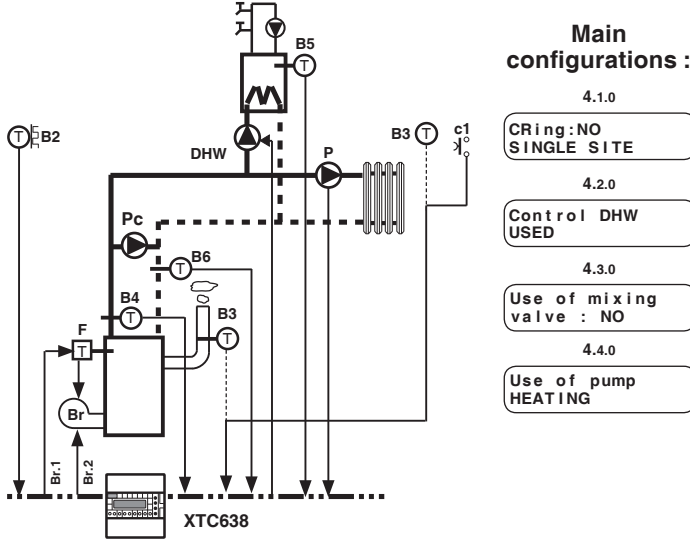 B5
T
Main
configurations :
4.1.0
CRing:NO
SINGLE SITE
T
B2
B3
T
c1
DHW
P
4.2.0
Control DHW
USED
Pc
B6
T
4.3.0
Use of mixing
valve : NO
B4
T
B3
T
F
T
4.4.0
Use of pump
HEATING
Br
Br.1
Br.2
XTC638